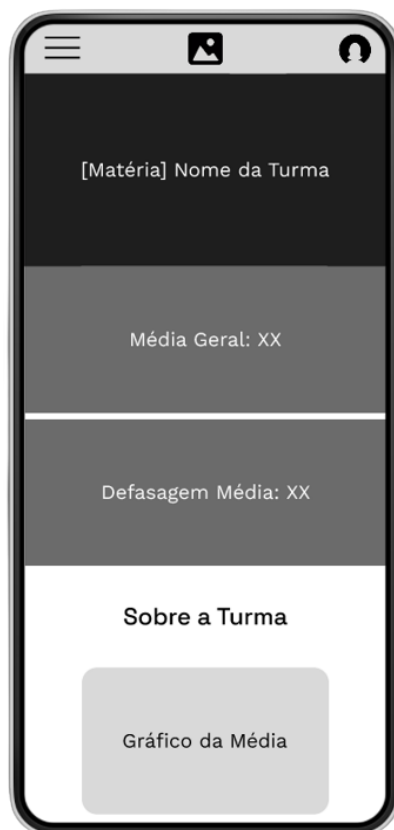 [Matéria] Nome da Turma
Média Geral: XX
Defasagem Média: XX
Sobre a Turma
Gráfico da Média